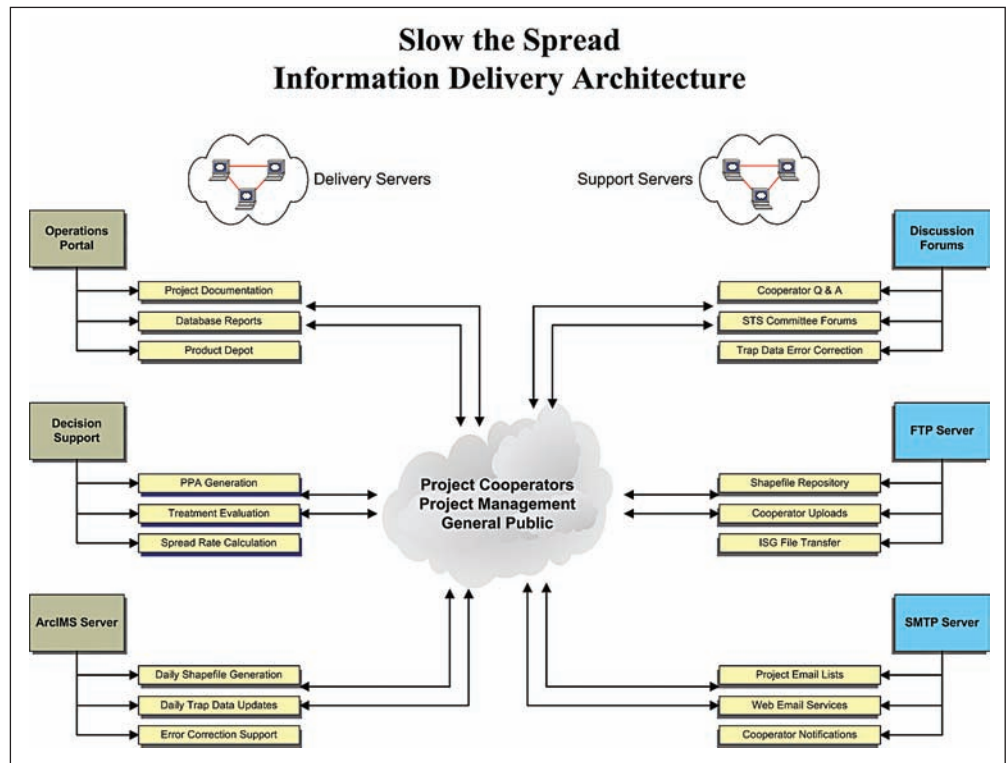 Slow the Spread
Information Delivery Architecture
Delivery Servers
Support Servers
Operations
Portal
Project Documentation
Database Reports
Product Depot
Discussion
Forums
Cooperator Q & A
STS Committee Forums
Trap Data Error Correction
Decision
Support
PPA Generation
Treatment Evaluation
Spread Rate Calculation
Project Cooperators
Project Management
General Public
FTP Server
Shapefile Repository
Cooperator Uploads
ISG File Transfer
ArcIMS Server
Daily Shapefile Generation
Daily Trap Data Updates
Error Correction Support
SMTP Server
Project Email Lists
Web Email Services
Cooperator Notifications